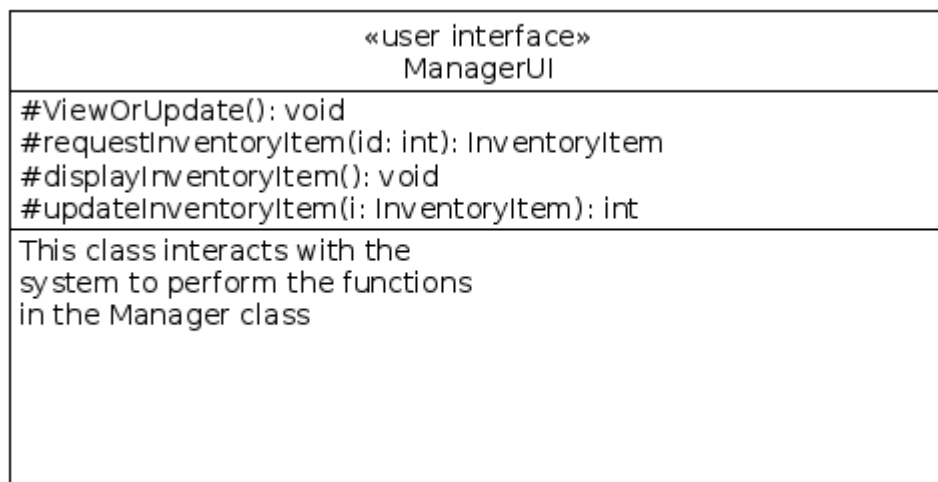 «user interface»
ManagerUI
#ViewOrUpdate(): void
#requestInventoryItem(id: int): InventoryItem
#displayInventoryItem(): void
#updateInventoryItem(i: InventoryItem): int
This class interacts with the
system to perform the functions
in the Manager class